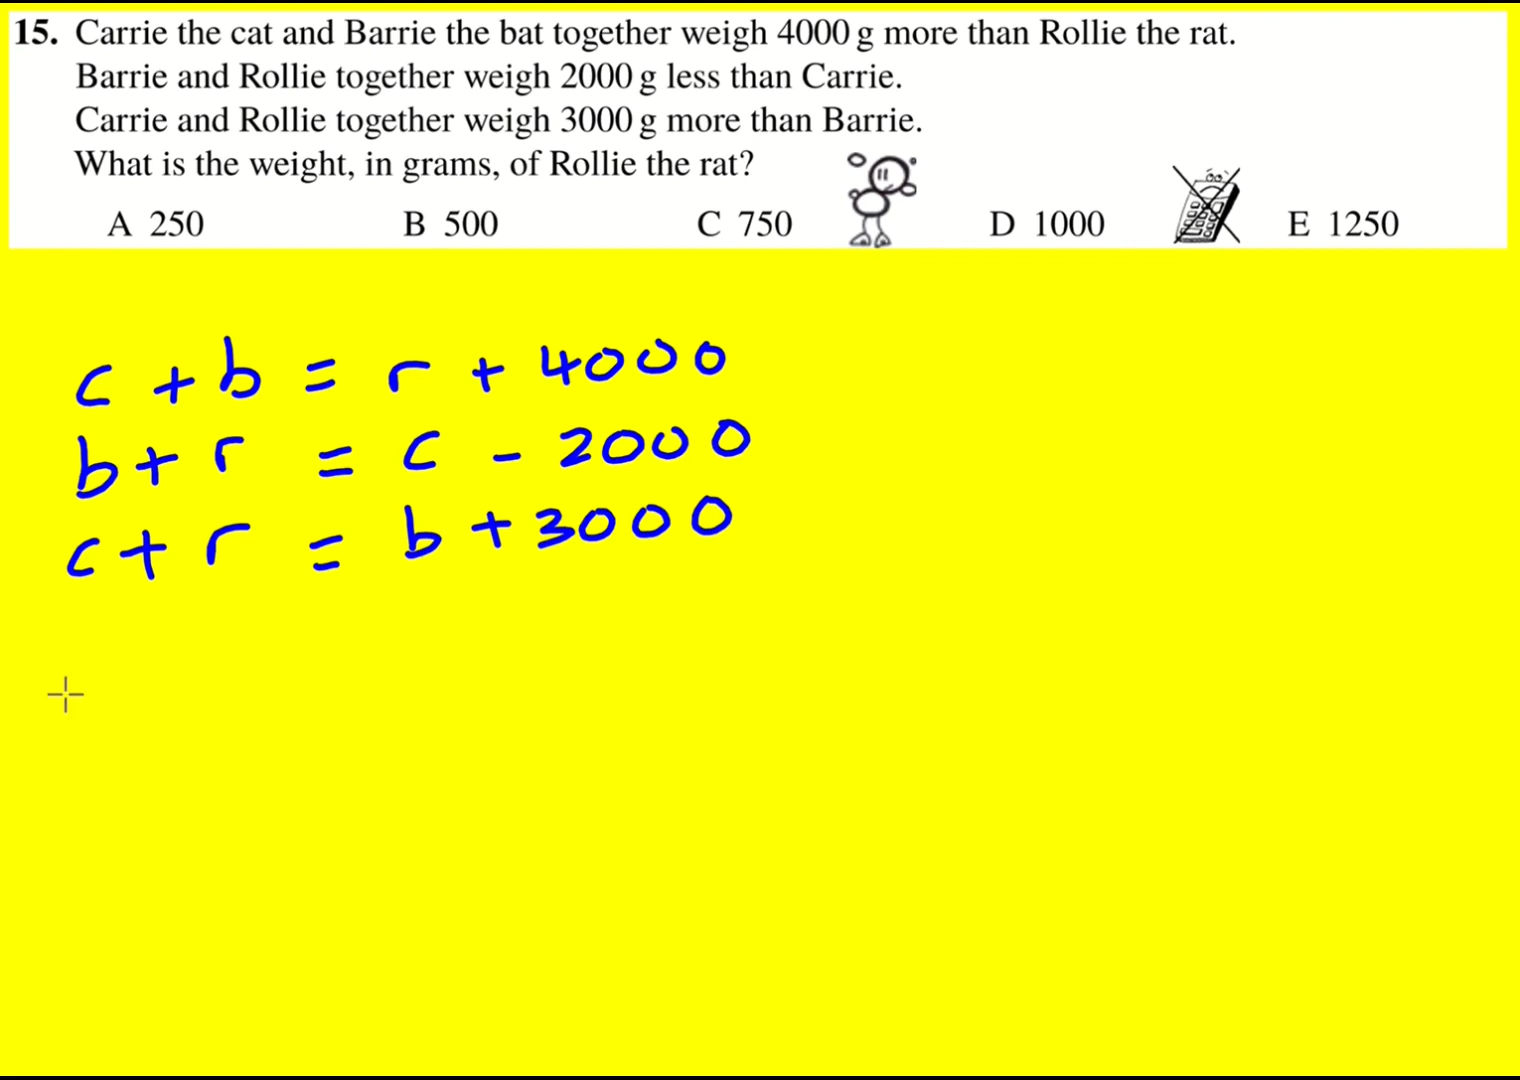 15. Carrie the cat and Barrie the bat together weigh 4000 g more than Rollie the rat.
Barrie and Rollie together weigh 2000 g less than Carrie.
Carrie and Rollie together weigh 3000 g more than Barrie.
What is the weight, in grams, of Rollie the rat?
A 250 B 500 C 750 D 1000 E 1250
c + b = r + 4000
b + r = c - 2000
c + r = b + 3000